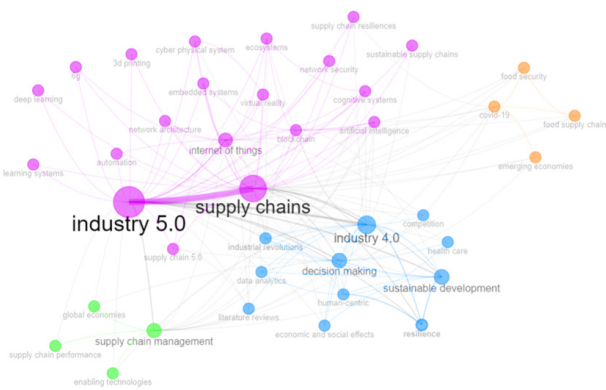 supply chain resiliences
cyber physical system
ecosystems
sustainable supply chains
3d printing
network security
food security
deep learning
embedded systems
virtual reality
cognitive systems
covid-19
food supply chain
network architecture
blockchain
artificial intelligence
internet of things
automation
emerging economies
learning systems
supply chains
industry 5.0
competition
industry 4.0
industrial revolutions
health care
supply chain 5.0
decision making
data analytics
sustainable development
human-centric
global economies
literature reviews
economic and social effects
resilience
supply chain management
supply chain performance
enabling technologies